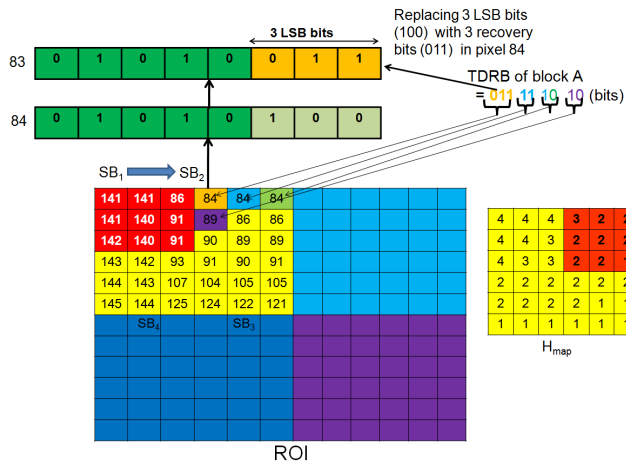 Replacing 3 LSB bits
(100) with 3 recovery
bits (011) in pixel 84
3 LSB bits
83 0 1 0 1 0 0 1 1
TDRB of block A
= 011 11 10 10 (bits)
84 0 1 0 1 0 1 0 0
SB1 SB2
141 141 86 84 84 84
141 140 91 89 86 86
142 140 91 90 89 89
143 142 93 91 90 91
144 143 107 104 105 105
145 144 125 124 122 121
SB4 SB3
4 4 4 3 2
4 4 3 2 2
4 3 3 2 2
2 2 2 2 2 2
2 2 2 2 1 1
1 1 1 1 1 1
Hmap
ROI